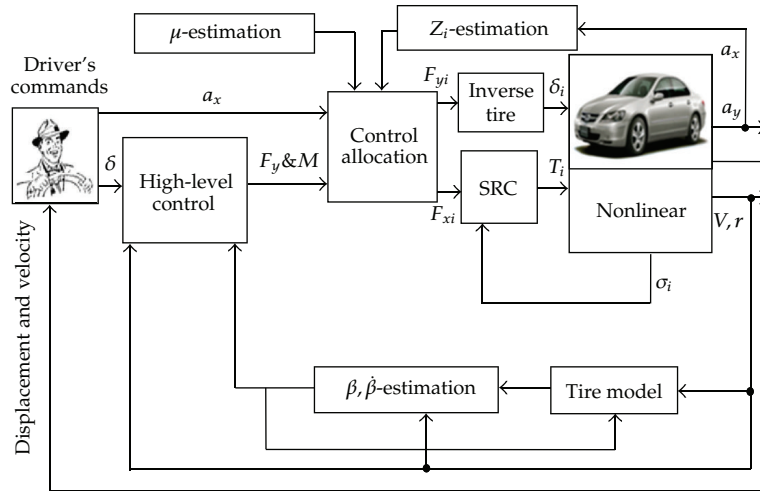 μ-estimation
Z_i-estimation
Driver's
commands
a_x
F_yi
Inverse
tire
δ_i
a_x
a_y
δ
High-level
control
F_y&M
Control
allocation
F_xi
SRC
T_i
Nonlinear
V, r
σ_i
Displacement and velocity
β, β̇-estimation
Tire model